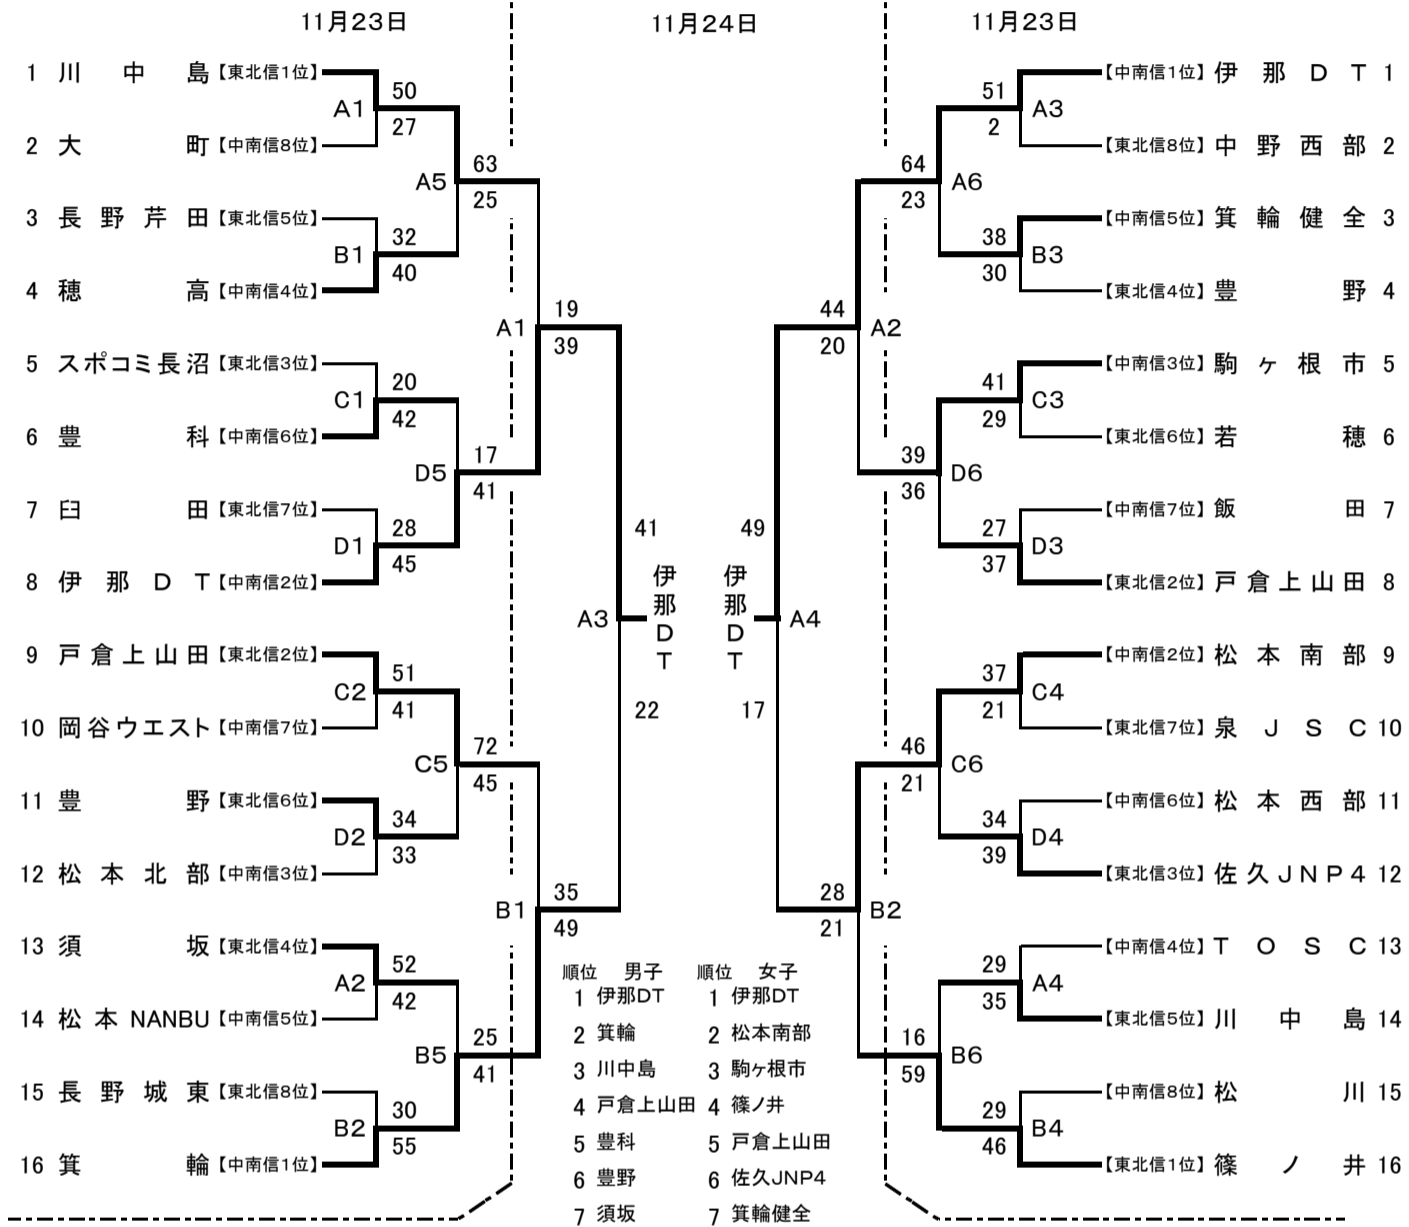 11月23日
11月24日
11月23日
1 川中島【東北信1位】
2 大町【中南信8位】
3 長野芹田【東北信5位】
4 穂高【中南信4位】
5 スポコミ長沼【東北信3位】
6 豊科【中南信6位】
7 臼田【東北信7位】
8 伊那DT【中南信2位】
9 戸倉上山田【東北信2位】
10 岡谷ウエスト【中南信7位】
11 豊野【東北信6位】
12 松本北部【中南信3位】
13 須坂【東北信4位】
14 松本NANBU【中南信5位】
15 長野城東【東北信8位】
16 箕輪【中南信1位】
A1 50 27
B1 32 40
C1 20 42
D1 28 45
C2 51 41
D2 34 33
A2 52 42
B2 30 55
A5 63 25
D5 17 41
C5 72 45
B5 25 41
A1 19 39
B1 35 49
A3 41 22
伊那DT
伊那DT
A4 49 17
A2 44 20
B2 28 21
A6 64 23
D6 39 36
C6 46 21
B6 16 59
A3 51 2
B3 38 30
C3 41 29
D3 27 37
C4 37 21
D4 34 39
A4 29 35
B4 29 46
【中南信1位】伊那DT 1
【東北信8位】中野西部 2
【中南信5位】箕輪健全 3
【東北信4位】豊野 4
【中南信3位】駒ヶ根市 5
【東北信6位】若穂 6
【中南信7位】飯田 7
【東北信2位】戸倉上山田 8
【中南信2位】松本南部 9
【東北信7位】泉JSC 10
【中南信6位】松本西部 11
【東北信3位】佐久JNP4 12
【中南信4位】TOSC 13
【東北信5位】川中島 14
【中南信8位】松川 15
【東北信1位】篠ノ井 16
順位 男子 順位 女子
1 伊那DT 1 伊那DT
2 箕輪 2 松本南部
3 川中島 3 駒ヶ根市
4 戸倉上山田 4 篠ノ井
5 豊科 5 戸倉上山田
6 豊野 6 佐久JNP4
7 須坂 7 箕輪健全